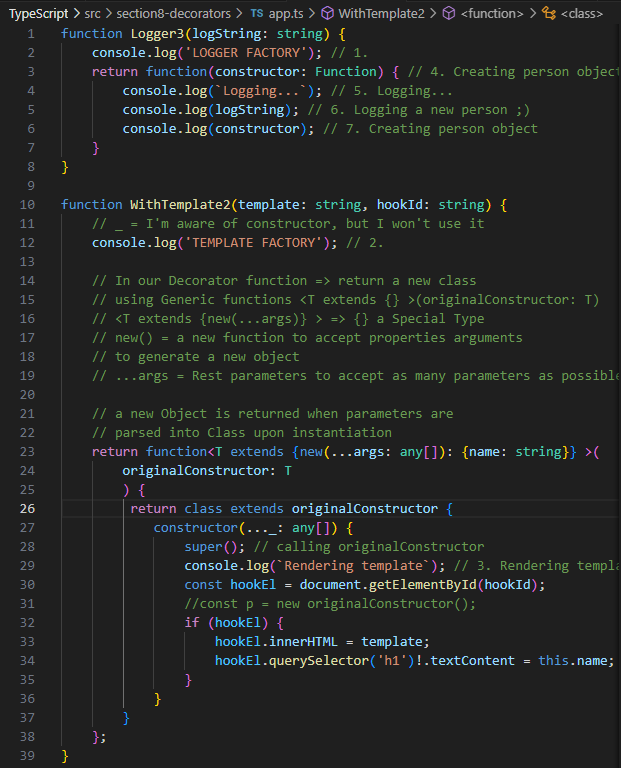 TypeScript > src > section8-decorators > TS app.ts > WithTemplate2 > <function> > <class>
1 function Logger3(logString: string) {
2     console.log('LOGGER FACTORY'); // 1.
3     return function(constructor: Function) { // 4. Creating person objec
4         console.log(`Logging...`); // 5. Logging...
5         console.log(logString); // 6. Logging a new person ;)
6         console.log(constructor); // 7. Creating person object
7     }
8 }
9
10 function WithTemplate2(template: string, hookId: string) {
11     // _ = I'm aware of constructor, but I won't use it
12     console.log('TEMPLATE FACTORY'); // 2.
13
14     // In our Decorator function => return a new class
15     // using Generic functions <T extends {} >(originalConstructor: T)
16     // <T extends {new(...args)} > => {} a Special Type
17     // new() = a new function to accept properties arguments
18     // to generate a new object
19     // ...args = Rest parameters to accept as many parameters as possible
20
21     // a new Object is returned when parameters are
22     // parsed into Class upon instantiation
23     return function<T extends {new(...args: any[]): {name: string}} >(
24         originalConstructor: T
25         ) {
26          return class extends originalConstructor {
27             constructor(..._: any[]) {
28                 super(); // calling originalConstructor
29                 console.log(`Rendering template`); // 3. Rendering templa
30                 const hookEl = document.getElementById(hookId);
31                 //const p = new originalConstructor();
32                 if (hookEl) {
33                     hookEl.innerHTML = template;
34                     hookEl.querySelector('h1')!.textContent = this.name;
35                 }
36             }
37         }
38     };
39 }